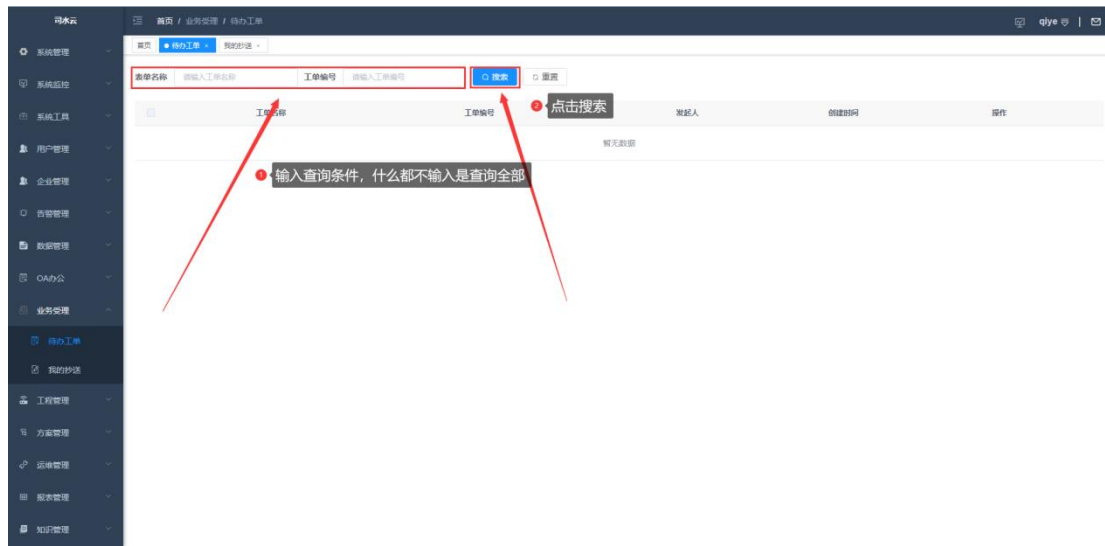 司水云
首页 / 业务受理 / 待办工单
qiye
首页
待办工单 ×
我的抄送 ×
表单名称 请输入工单名称 工单编号 请输入工单编号 搜索 重置
工单名称 工单编号 发起人 创建时间 操作
暂无数据
2 点击搜索
1 输入查询条件，什么都不输入是查询全部
系统管理
系统监控
系统工具
用户管理
企业管理
告警管理
数据管理
OA办公
业务受理
待办工单
我的抄送
工程管理
方案管理
运维管理
报表管理
知识管理